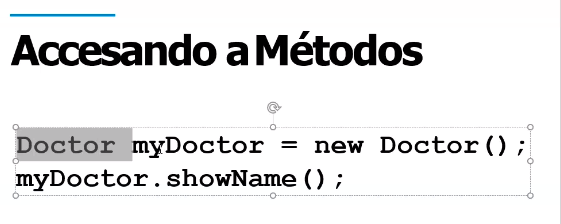 Accesando a Métodos
Doctor myDoctor = new Doctor();
myDoctor.showName();